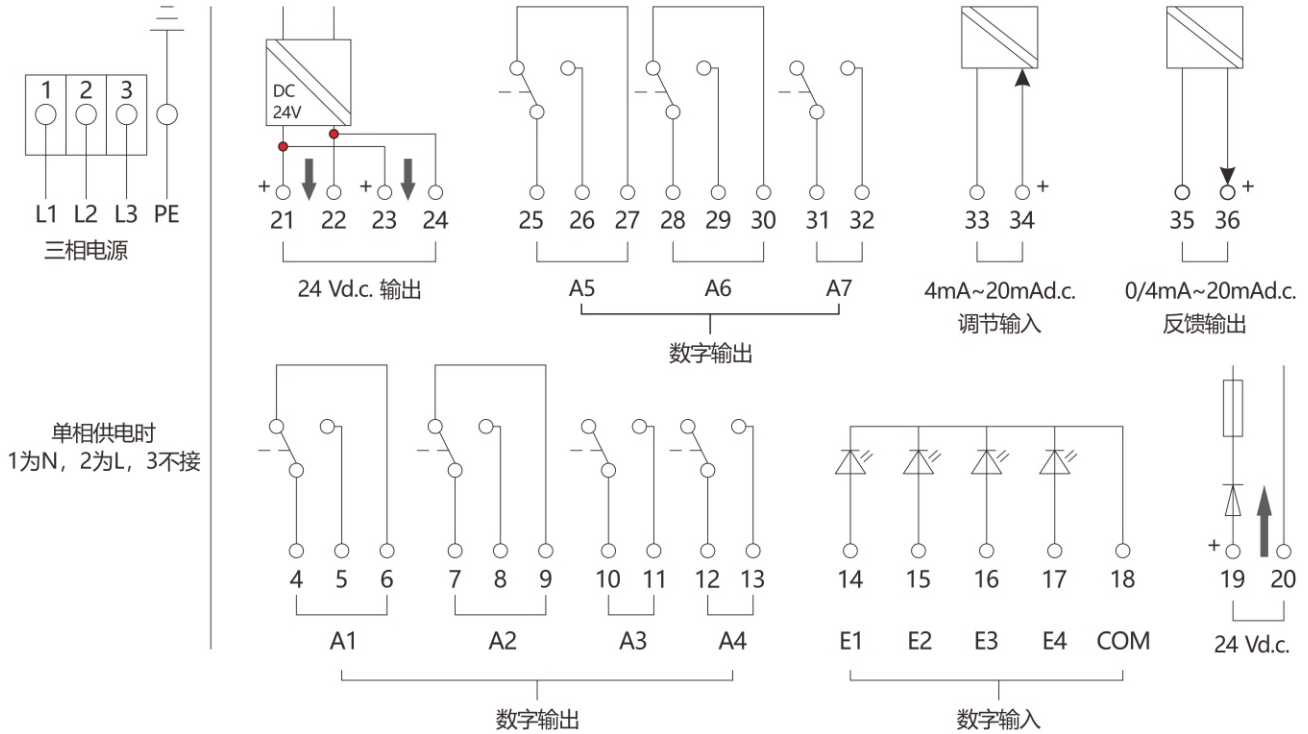 1 2 3
L1 L2 L3 PE
三相电源
单相供电时
1为N，2为L，3不接
DC
24V
+ +
21 22 23 24
24 Vd.c. 输出
25 26 27 28 29 30 31 32
A5 A6 A7
数字输出
+
33 34
4mA~20mAd.c.
调节输入
+
35 36
0/4mA~20mAd.c.
反馈输出
4 5 6 7 8 9 10 11 12 13
A1 A2 A3 A4
数字输出
14 15 16 17 18
E1 E2 E3 E4 COM
数字输入
+
19 20
24 Vd.c.